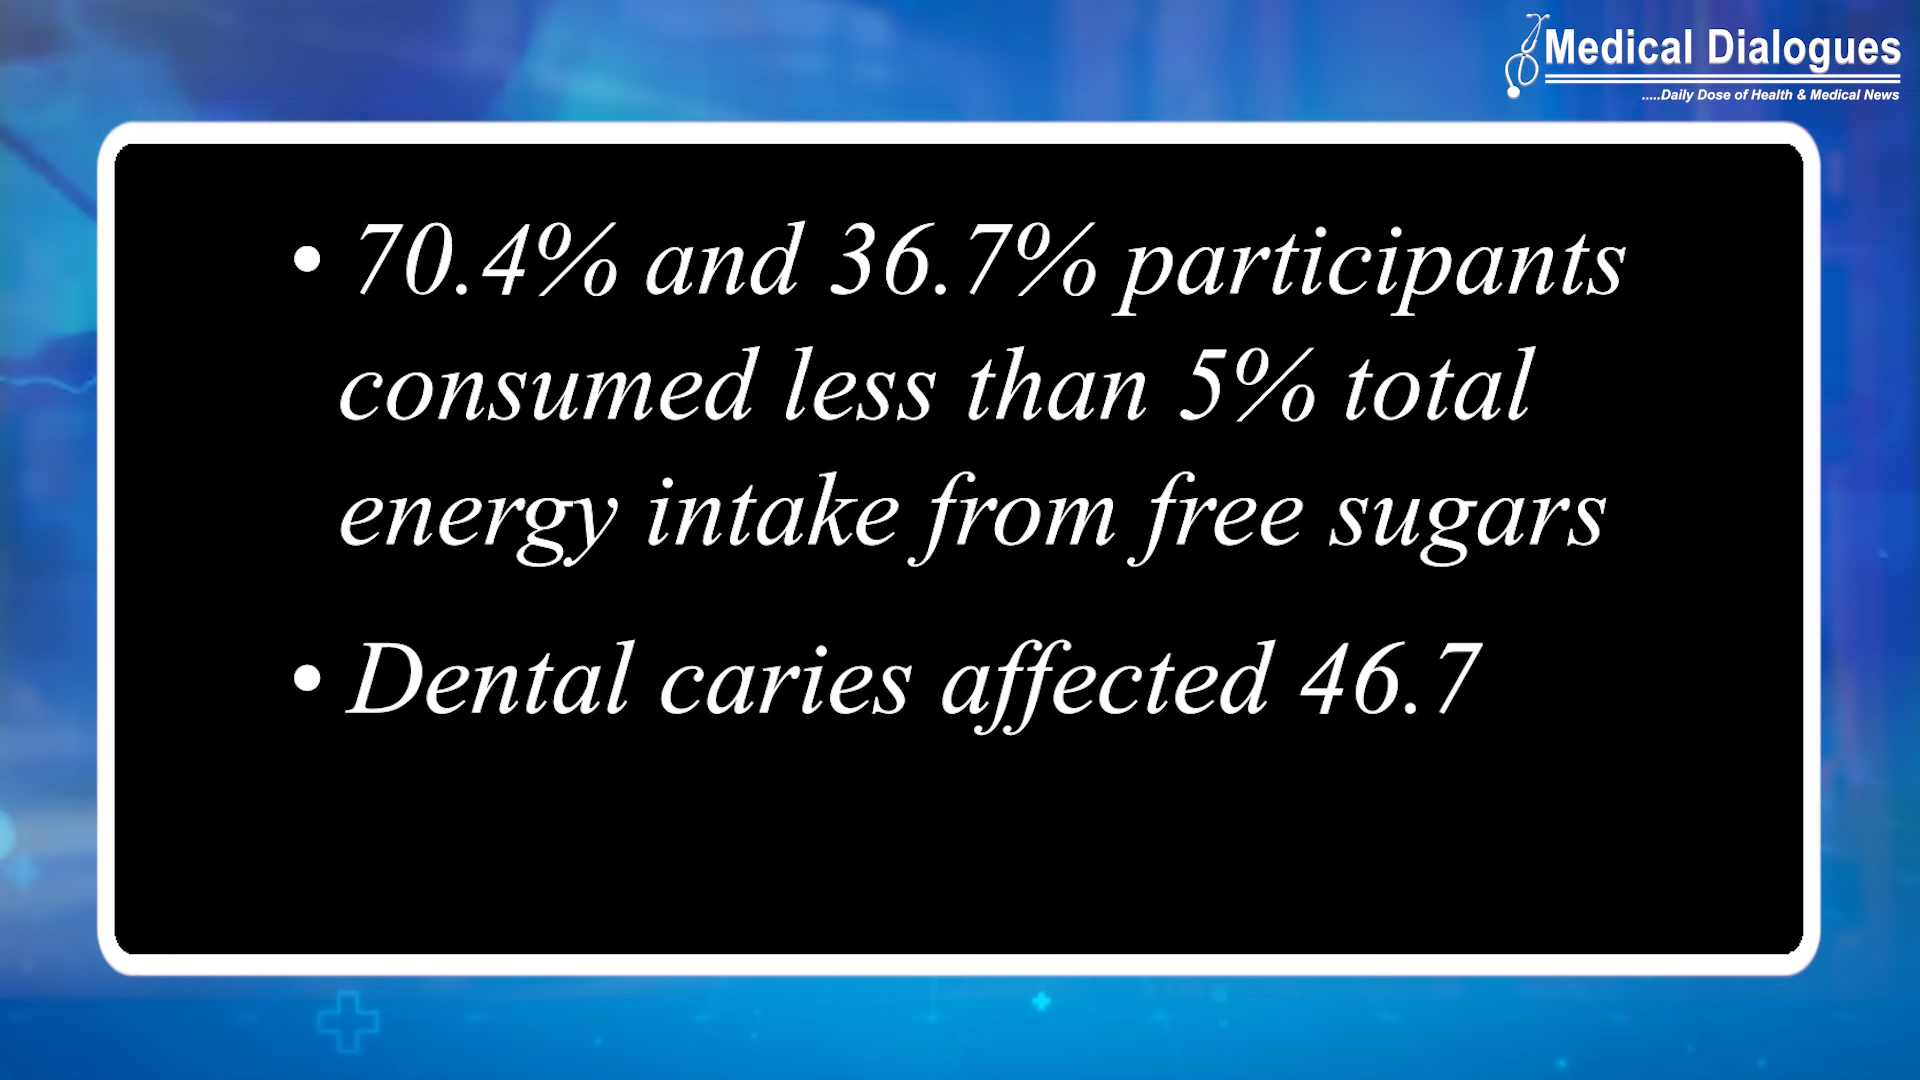 Medical Dialogues
.....Daily Dose of Health & Medical News
• 70.4% and 36.7% participants
consumed less than 5% total
energy intake from free sugars
• Dental caries affected 46.7